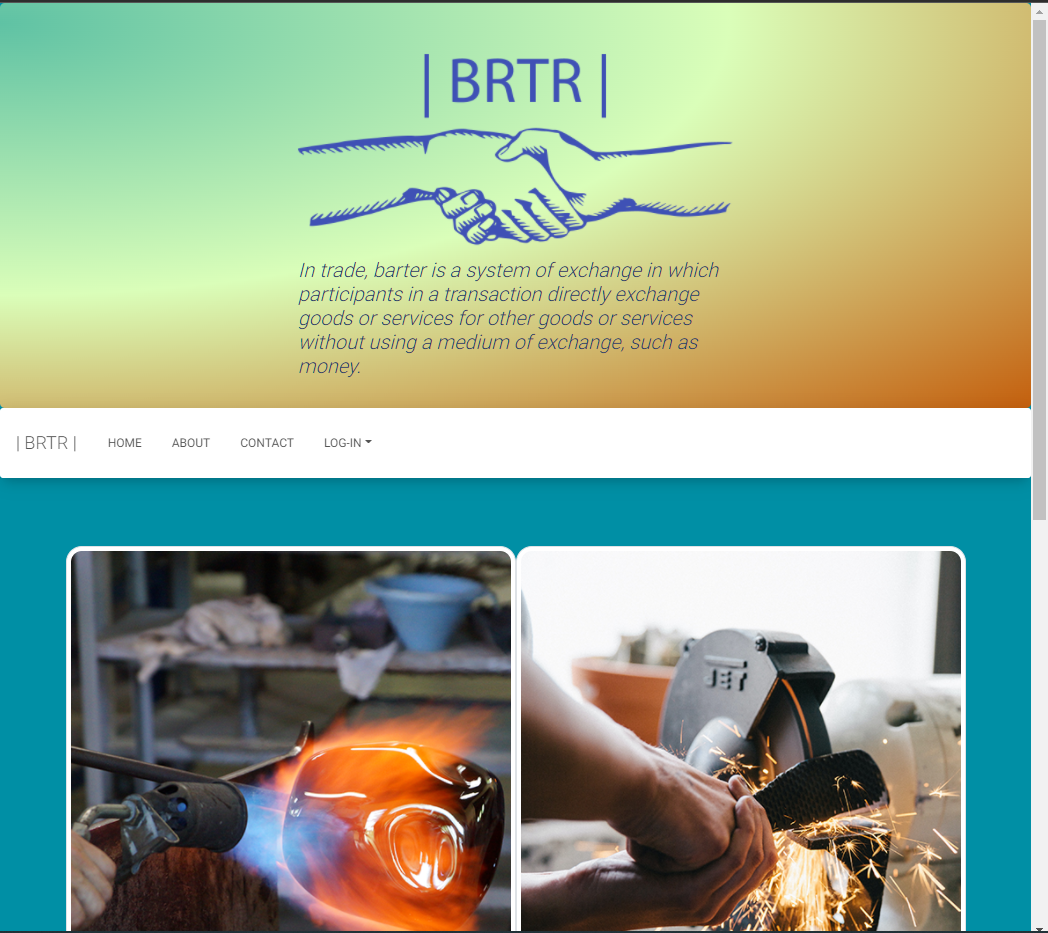 | BRTR |
In trade, barter is a system of exchange in which
participants in a transaction directly exchange
goods or services for other goods or services
without using a medium of exchange, such as
money.
| BRTR | HOME ABOUT CONTACT LOG-IN
JET